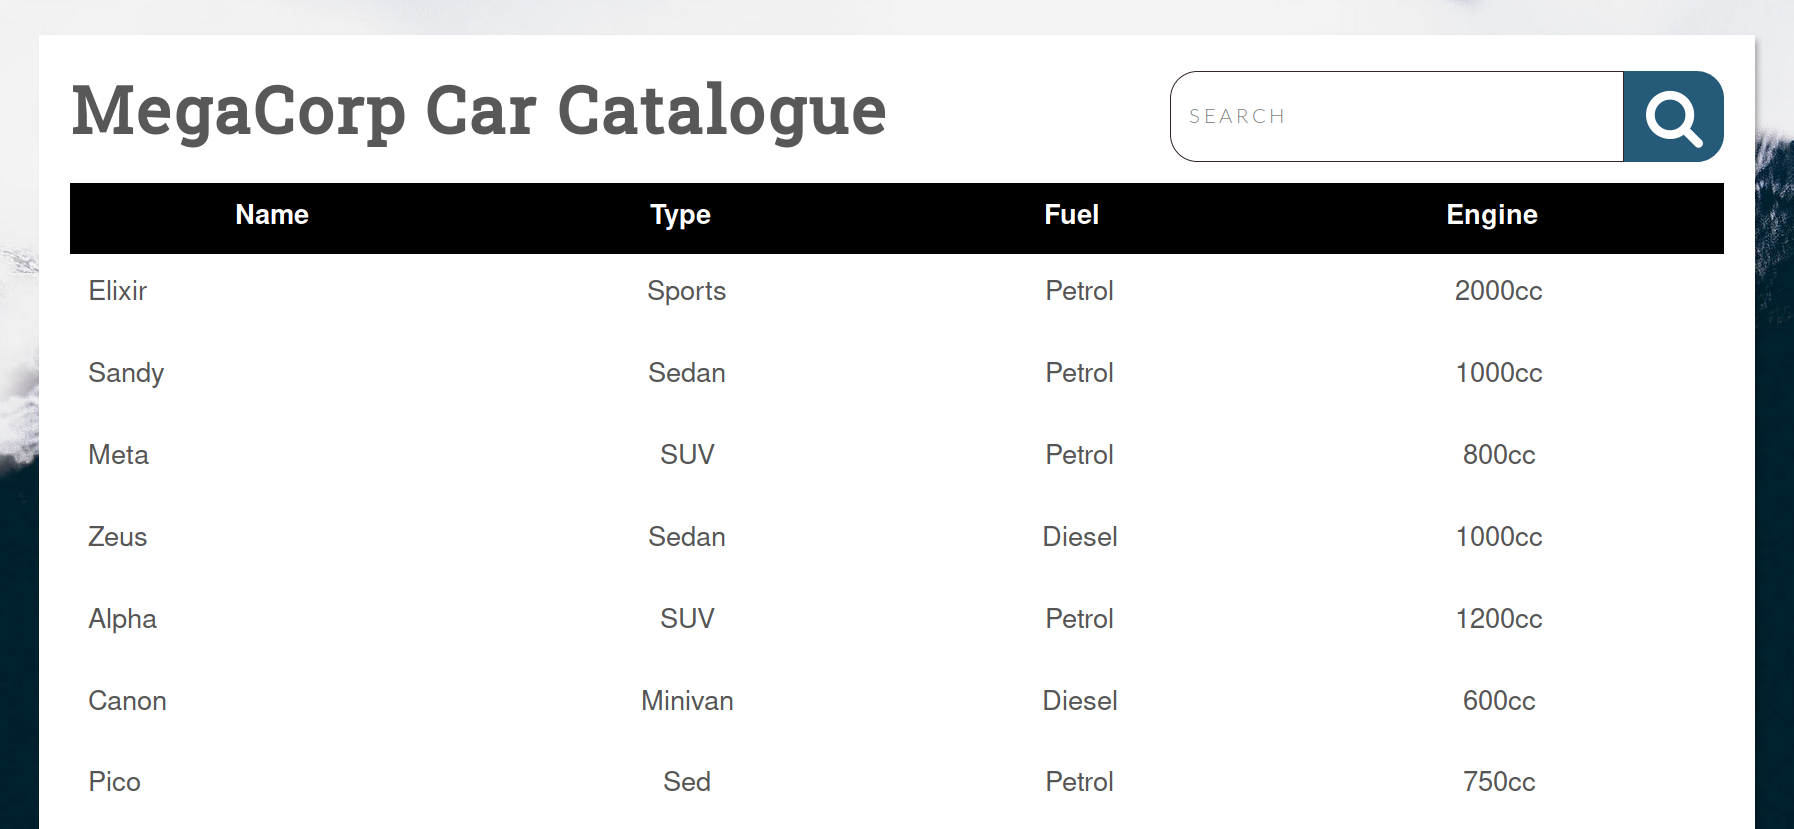 MegaCorp Car Catalogue
SEARCH
Name Type Fuel Engine
Elixir Sports Petrol 2000cc
Sandy Sedan Petrol 1000cc
Meta SUV Petrol 800cc
Zeus Sedan Diesel 1000cc
Alpha SUV Petrol 1200cc
Canon Minivan Diesel 600cc
Pico Sed Petrol 750cc